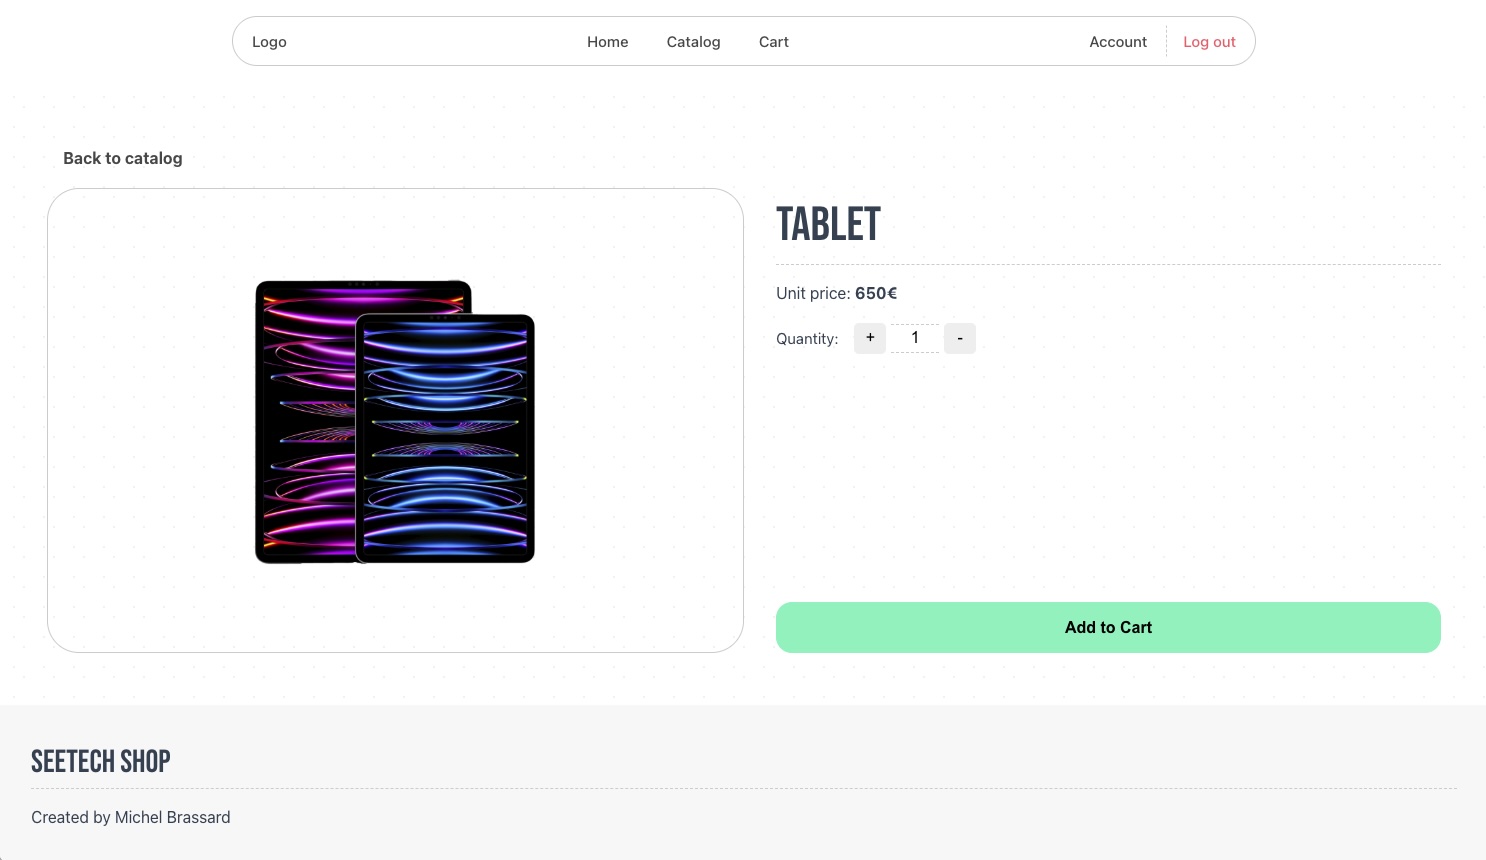 Logo Home Catalog Cart Account Log out
Back to catalog
TABLET
Unit price: 650€
Quantity: + 1 -
Add to Cart
SEETECH SHOP
Created by Michel Brassard